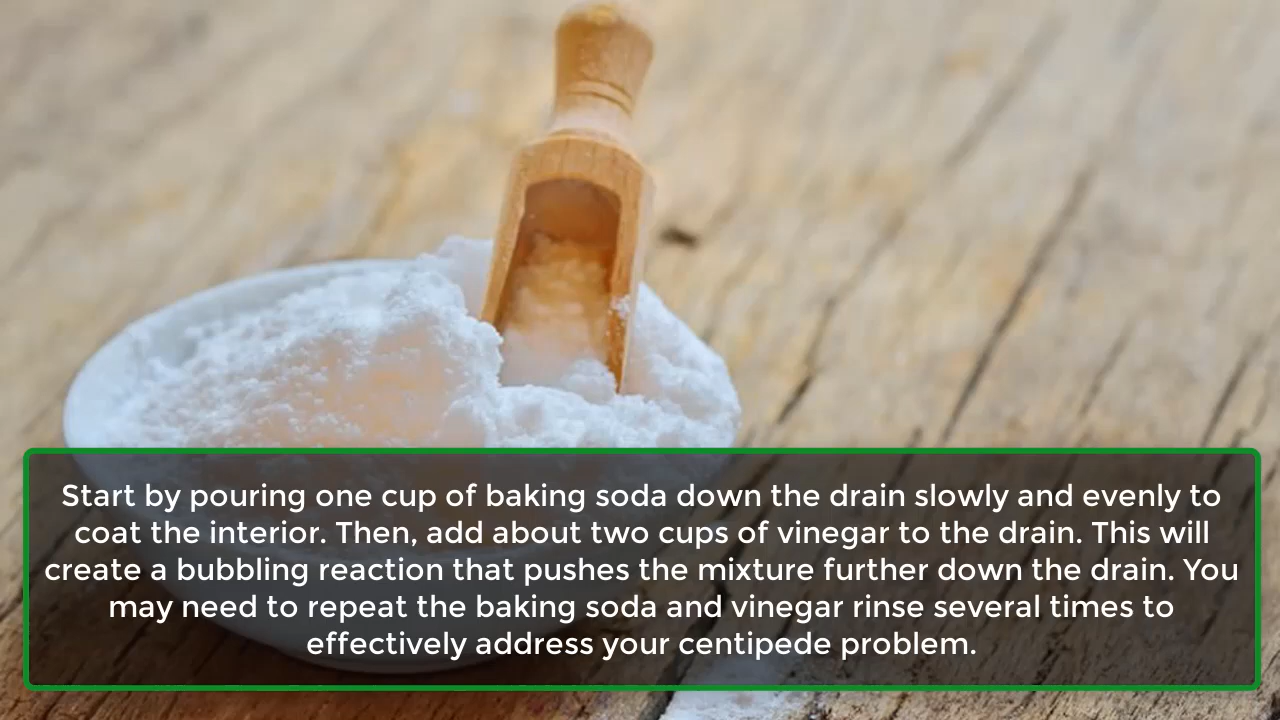 Start by pouring one cup of baking soda down the drain slowly and evenly to
coat the interior. Then, add about two cups of vinegar to the drain. This will
create a bubbling reaction that pushes the mixture further down the drain. You
may need to repeat the baking soda and vinegar rinse several times to
effectively address your centipede problem.